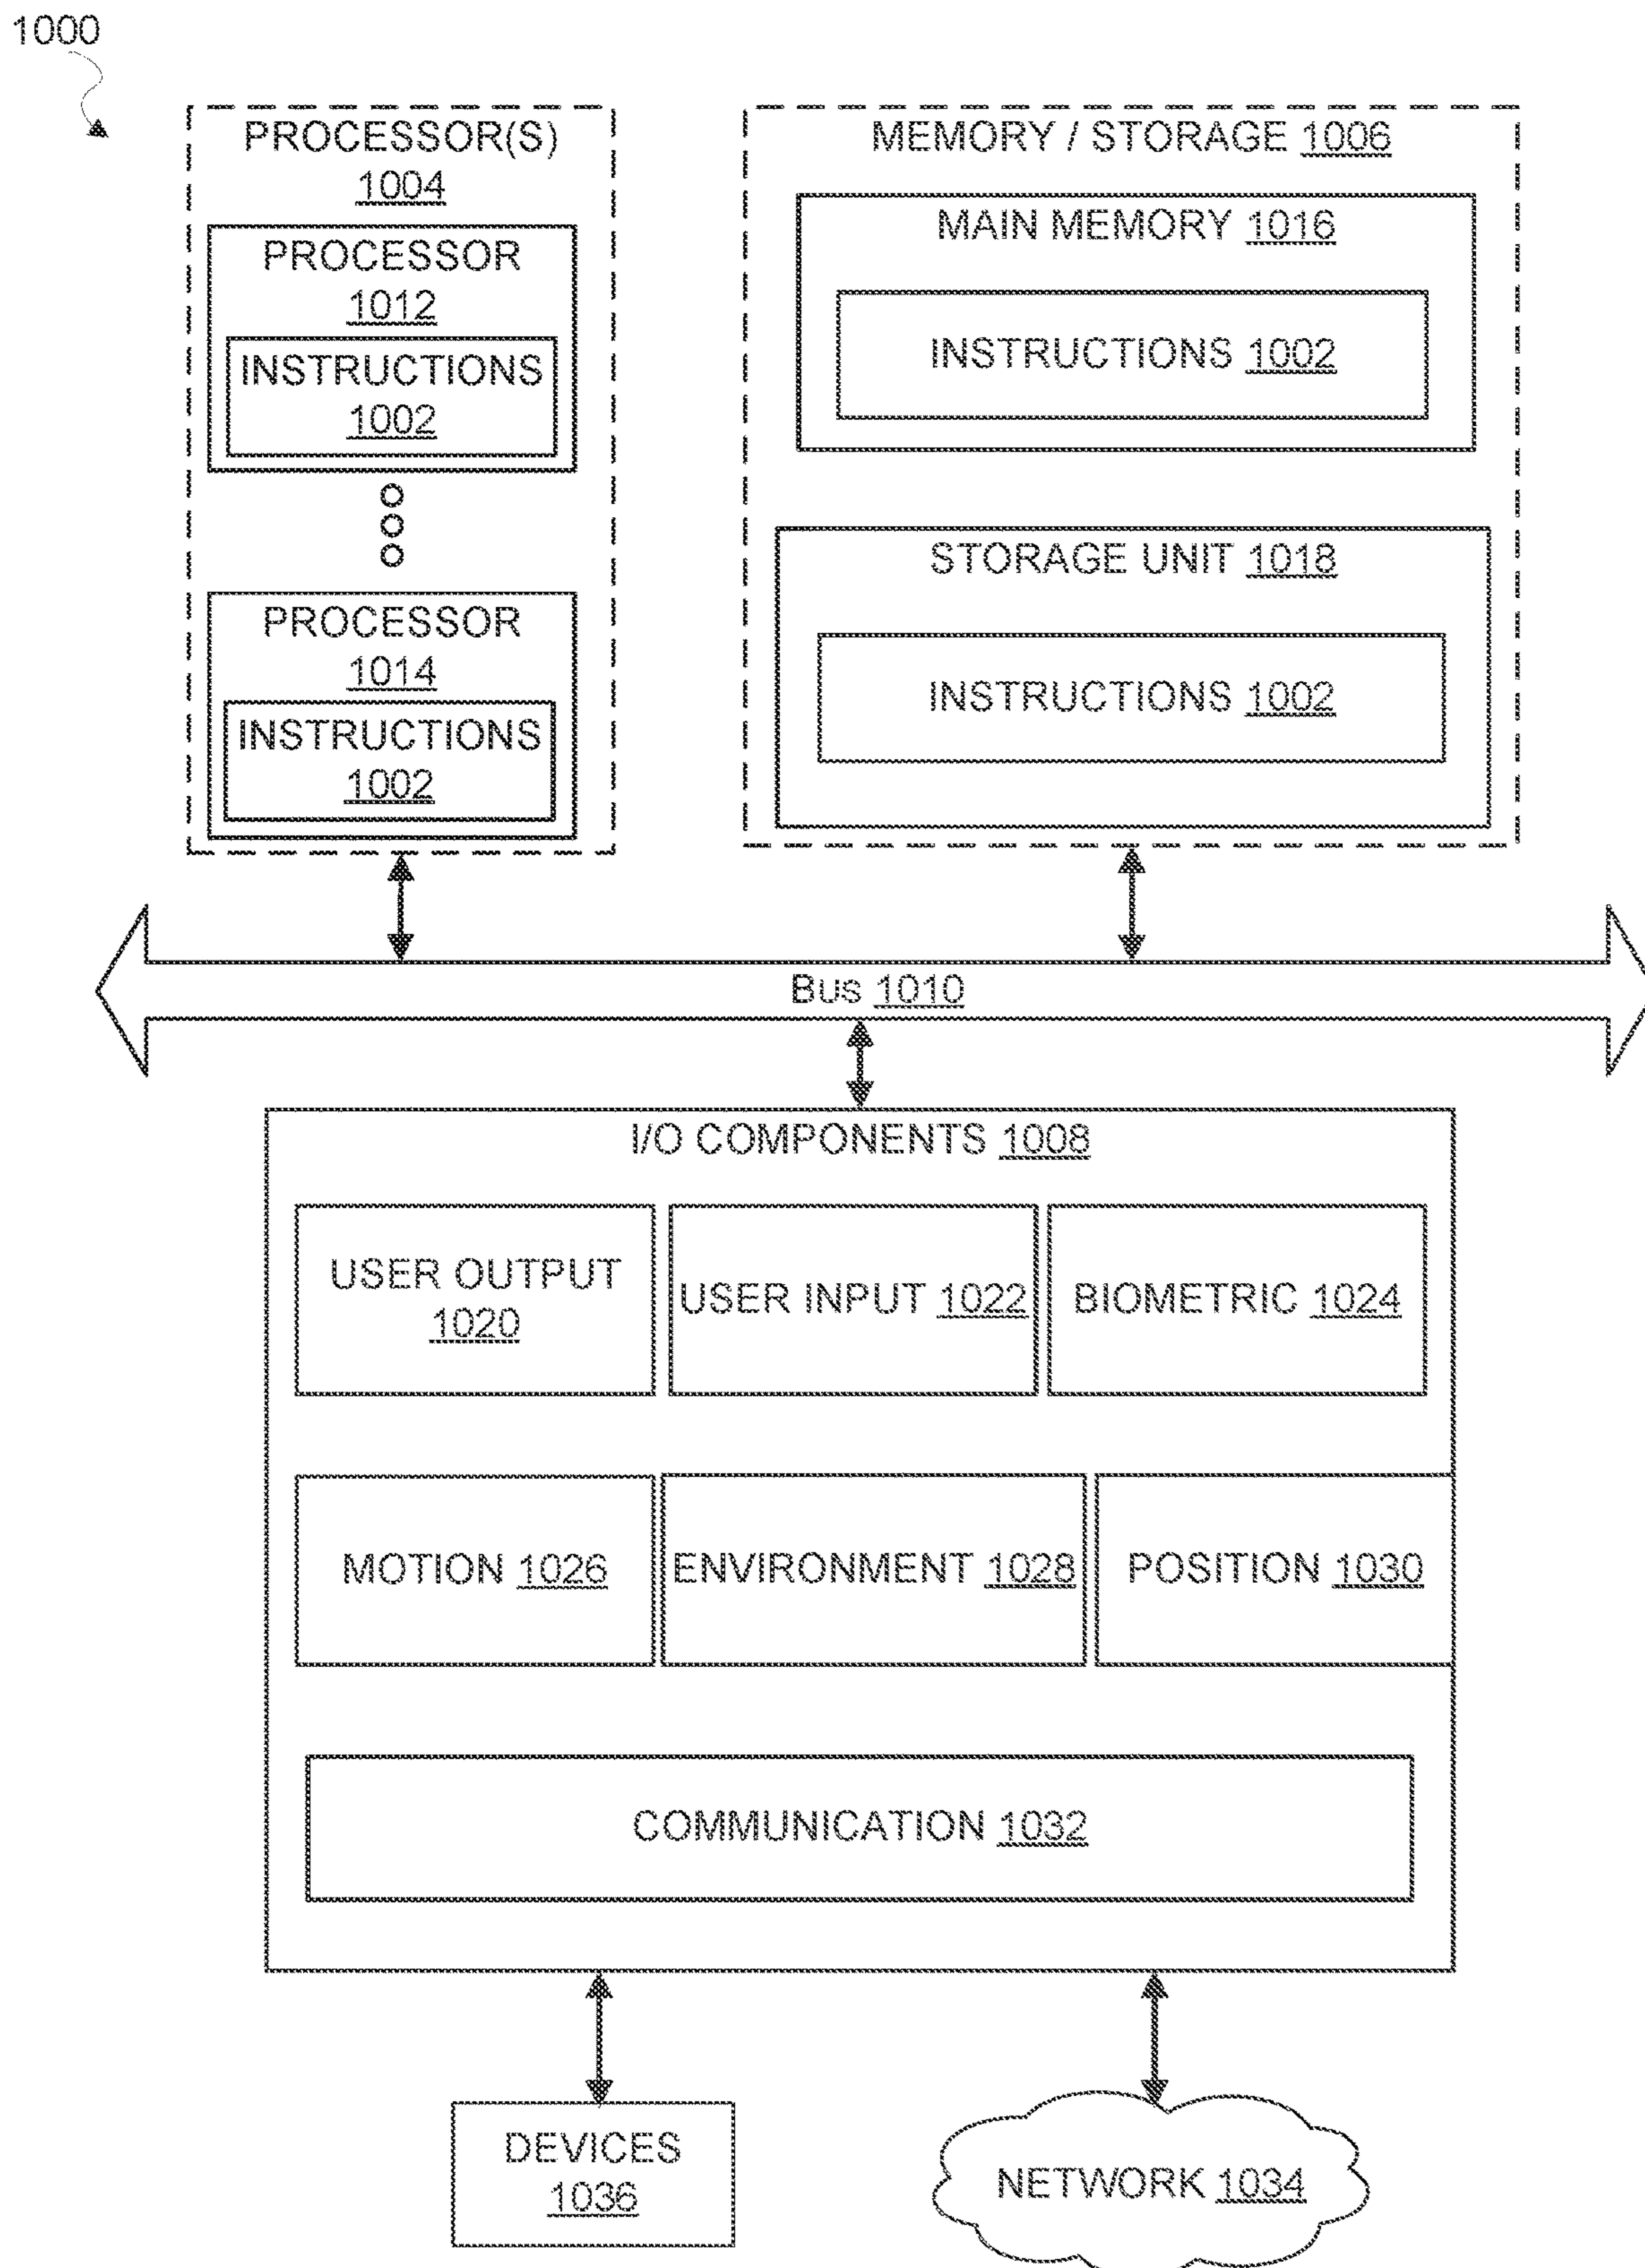 1000
PROCESSOR(S)
1004
PROCESSOR
1012
INSTRUCTIONS
1002
PROCESSOR
1014
INSTRUCTIONS
1002
MEMORY / STORAGE 1006
MAIN MEMORY 1016
INSTRUCTIONS 1002
STORAGE UNIT 1018
INSTRUCTIONS 1002
Bus 1010
I/O COMPONENTS 1008
USER OUTPUT
1020
USER INPUT 1022
BIOMETRIC 1024
MOTION 1026
ENVIRONMENT 1028
POSITION 1030
COMMUNICATION 1032
DEVICES
1036
NETWORK 1034